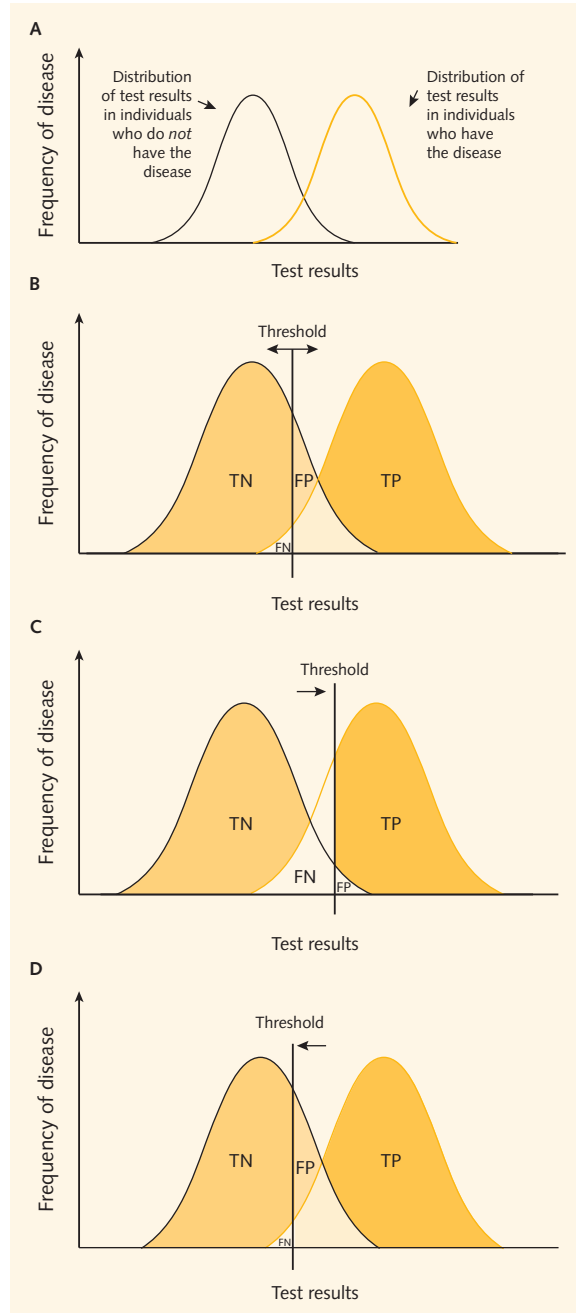 A
Frequency of disease
Distribution
of test results
in individuals
who do not
have the
disease
Distribution of
test results
in individuals
who have
the disease
Test results
B
Frequency of disease
Threshold
TN
FP
TP
FN
Test results
C
Frequency of disease
Threshold
TN
TP
FN
FP
Test results
D
Frequency of disease
Threshold
TN
FP
TP
FN
Test results